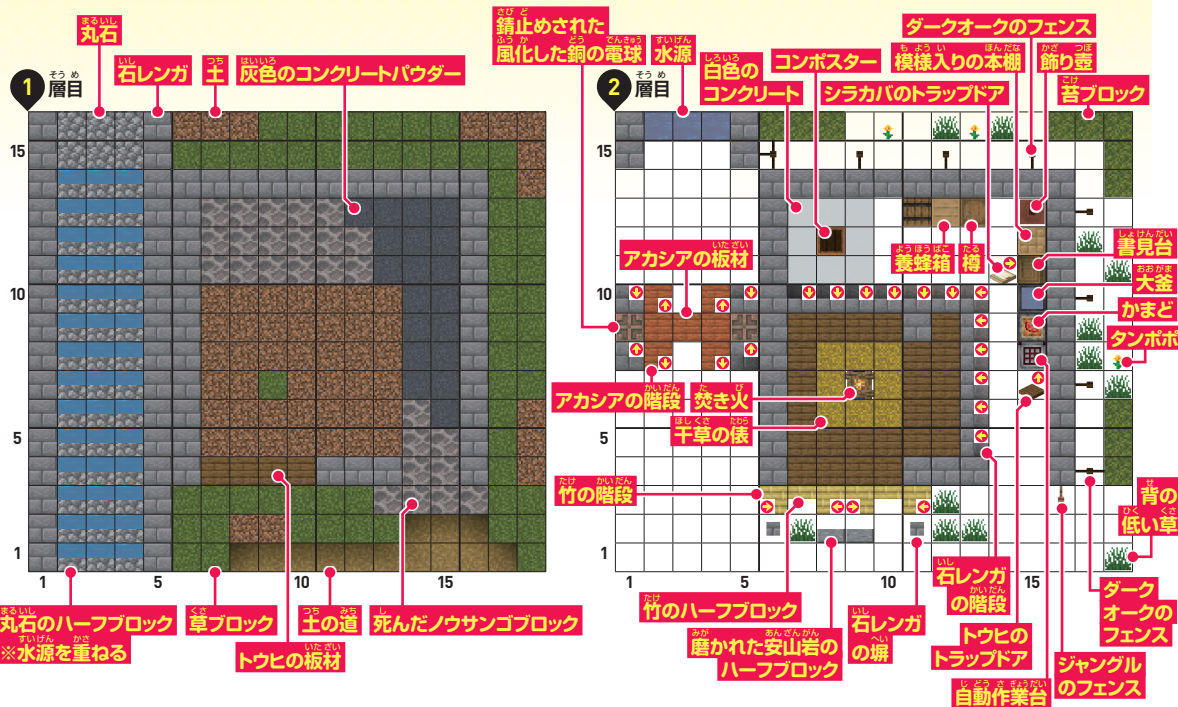 1層目
丸石
石レンガ
土
灰色のコンクリートパウダー
15
10
5
1
1
5
10
15
丸石のハーフブロック
※水源を重ねる
草ブロック
トウヒの板材
土の道
死んだノウサンゴブロック
2層目
錆止めされた
風化した銅の電球
水源
白色の
コンクリート
コンポスター
シラカバのトラップドア
ダークオークのフェンス
模様入りの本棚
飾り壺
苔ブロック
養蜂箱
樽
書見台
大釜
かまど
タンポポ
アカシアの板材
アカシアの階段
焚き火
干草の俵
竹の階段
15
10
5
1
1
5
10
15
竹のハーフブロック
磨かれた安山岩の
ハーフブロック
石レンガ
の塀
石レンガ
の階段
トウヒの
トラップドア
自動作業台
ジャングル
のフェンス
ダーク
オークの
フェンス
背の
低い草